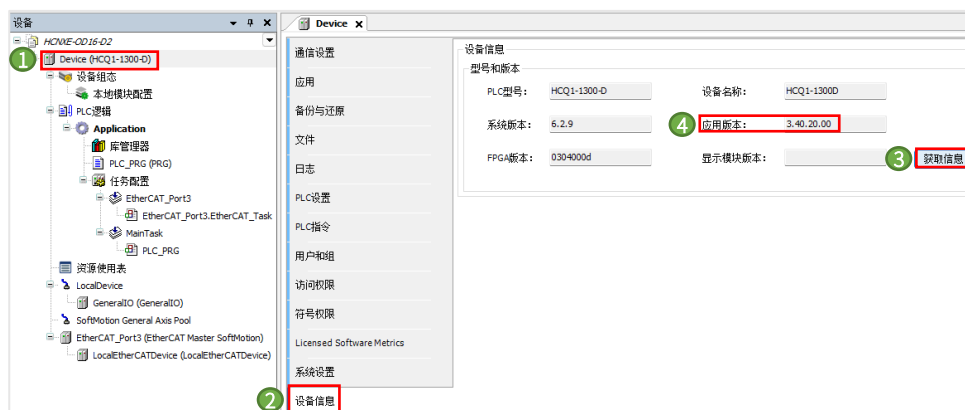 设备
HCNXE-OD16-D2
1
Device (HCQ1-1300-D)
设备组态
本地模块配置
PLC逻辑
Application
库管理器
PLC_PRG (PRG)
任务配置
EtherCAT_Port3
EtherCAT_Port3.EtherCAT_Task
MainTask
PLC_PRG
资源使用表
LocalDevice
GeneralIO (GeneralIO)
SoftMotion General Axis Pool
EtherCAT_Port3 (EtherCAT Master SoftMotion)
LocalEtherCATDevice (LocalEtherCATDevice)
Device
通信设置
应用
备份与还原
文件
日志
PLC设置
PLC指令
用户和组
访问权限
符号权限
Licensed Software Metrics
系统设置
2
设备信息
设备信息
型号和版本
PLC型号: HCQ1-1300-D 设备名称: HCQ1-1300D
系统版本: 6.2.9 4 应用版本: 3.40.20.00
FPGA版本: 0304000d 显示模块版本: 3 获取信息